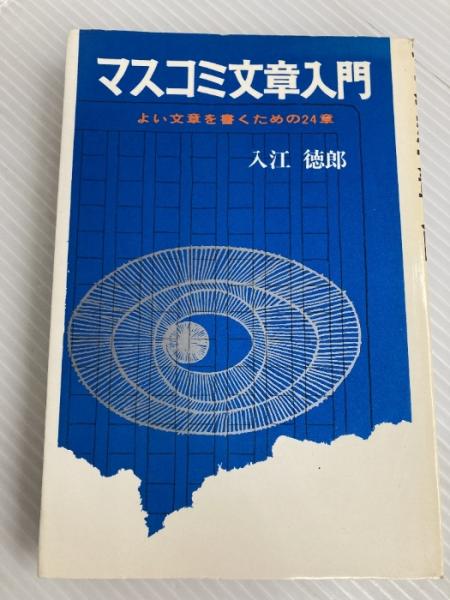 マスコミ文章入門
よい文章を書くための24章
入江 徳郎